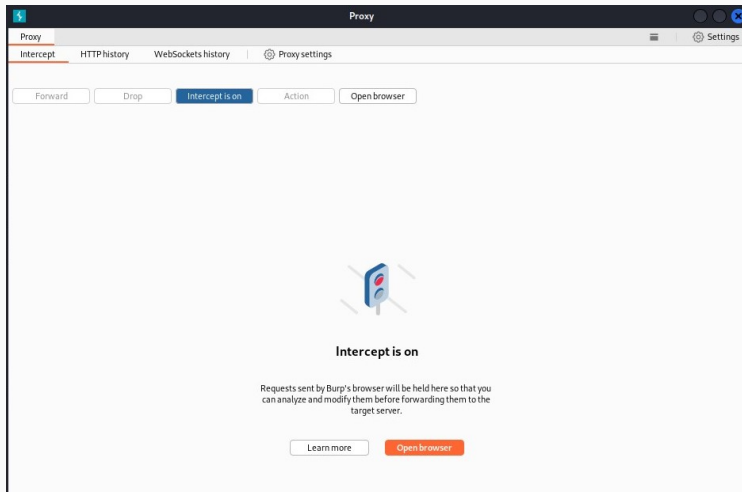 Proxy
Proxy
Settings
Intercept HTTP history WebSockets history Proxy settings
Forward Drop Intercept is on Action Open browser
Intercept is on
Requests sent by Burp's browser will be held here so that you
can analyze and modify them before forwarding them to the
target server.
Learn more Open browser